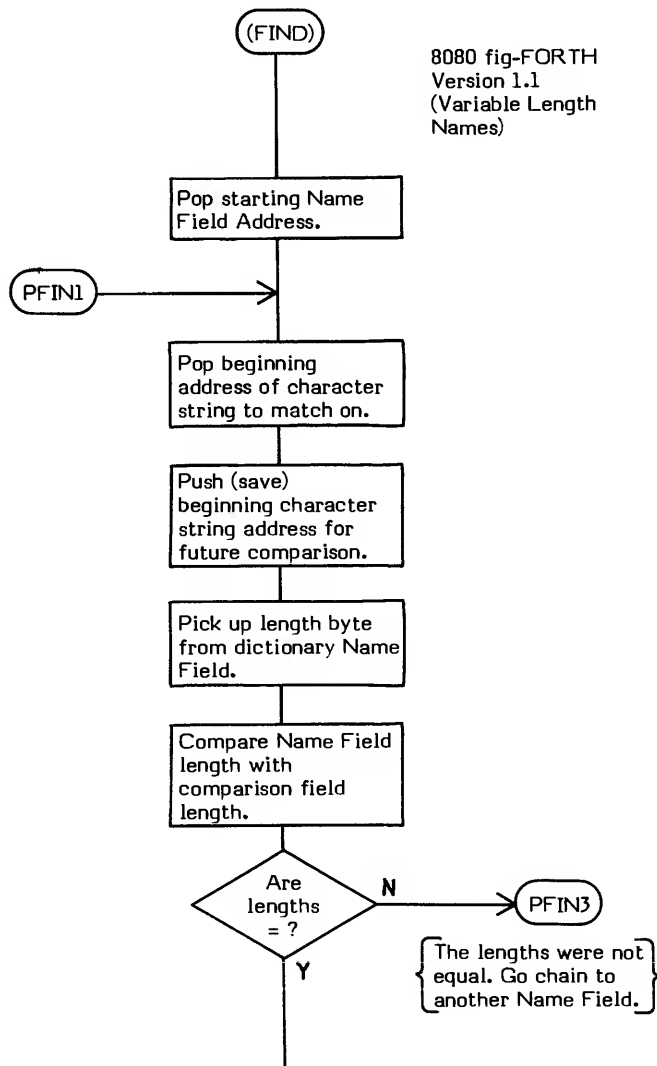 (FIND)
8080 fig-FORTH
Version 1.1
(Variable Length
Names)
Pop starting Name
Field Address.
PFIN1
Pop beginning
address of character
string to match on.
Push (save)
beginning character
string address for
future comparison.
Pick up length byte
from dictionary Name
Field.
Compare Name Field
length with
comparison field
length.
Are
lengths
= ?
N
PFIN3
Y
The lengths were not
equal. Go chain to
another Name Field.